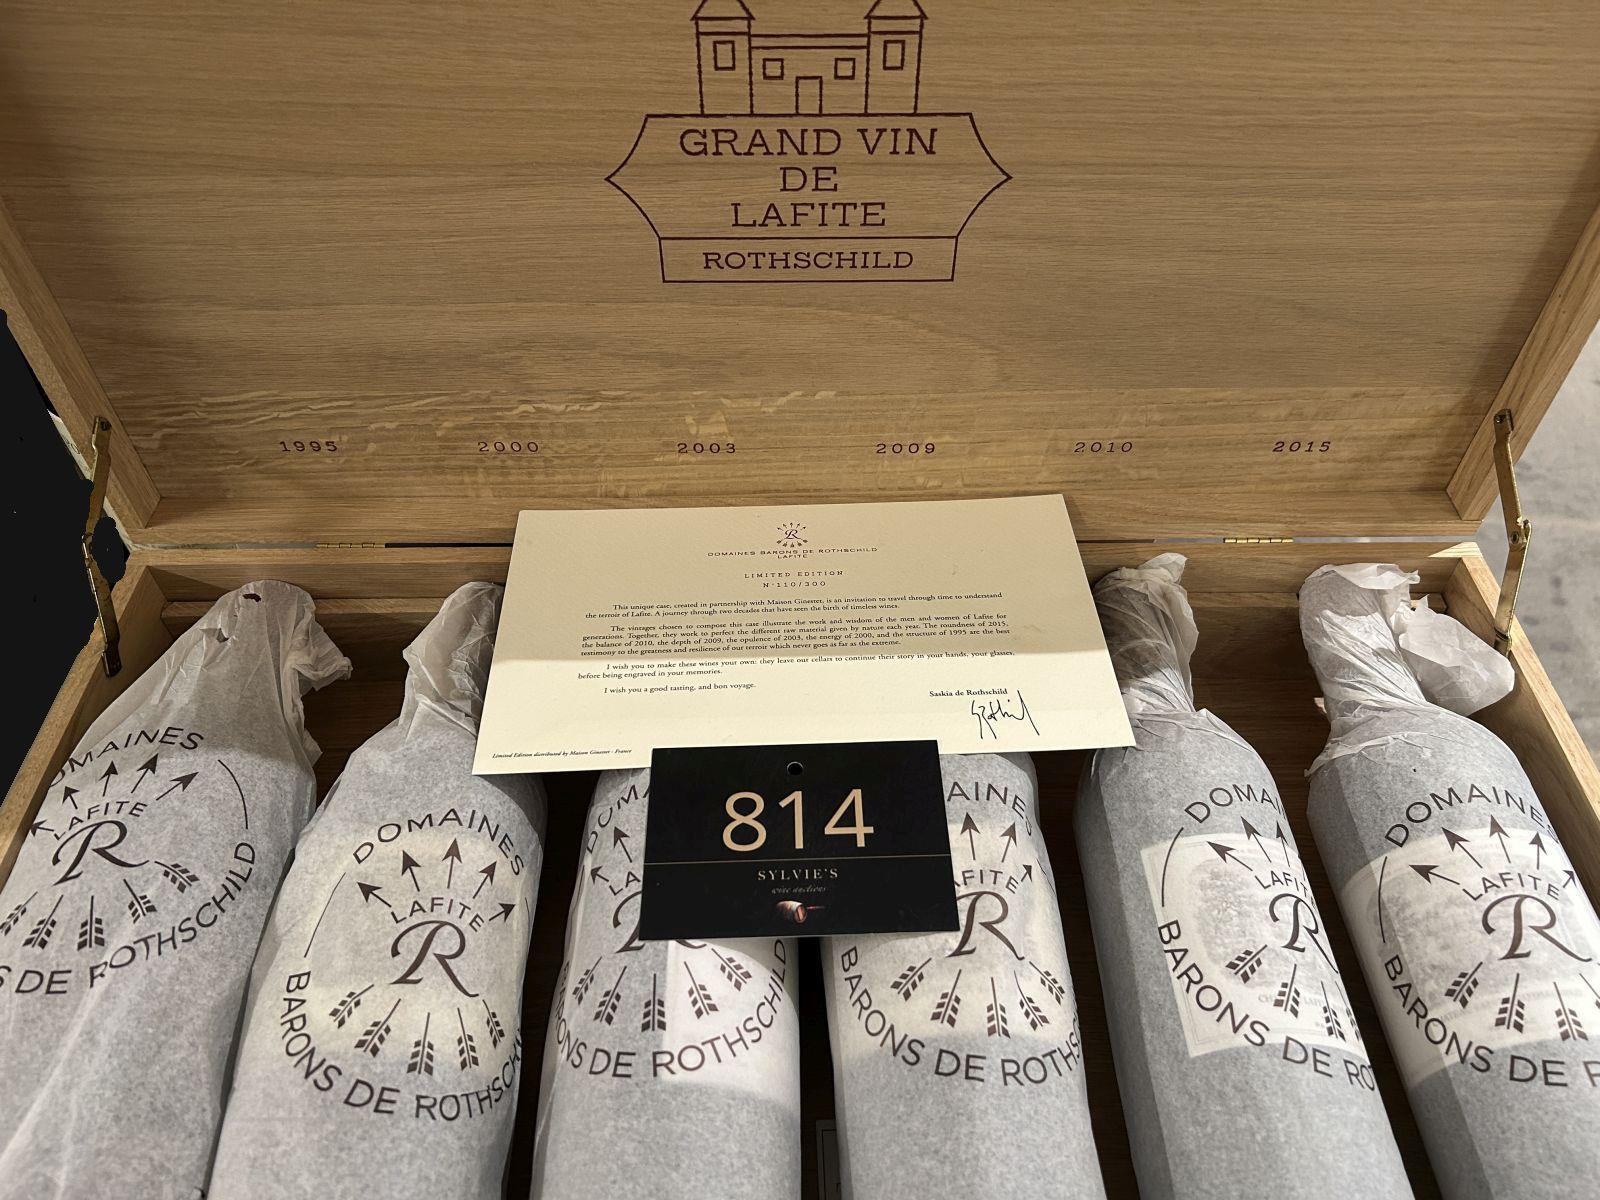 GRAND VIN
DE
LAFITE
ROTHSCHILD
1995 2000 2003 2009 2010 2015
R
DOMAINES BARONS DE ROTHSCHILD
LAFITE
LIMITED EDITION
N°110/300
This unique case, created in partnership with Maison Ginestet, is an invitation to travel through time to understand
the terroir of Lafite. A journey through two decades that have seen the birth of timeless wines.
The vintages chosen to compose this case illustrate the work and wisdom of the men and women of Lafite for
generations. Together, they work to perfect the different raw material given by nature each year. The roundness of 2015,
the balance of 2010, the depth of 2009, the opulence of 2003, the energy of 2000, and the structure of 1995 are the best
testimony to the greatness and resilience of our terroir which never goes as far as the extreme.
I wish you to make these wines your own: they leave our cellars to continue their story in your hands, your glasses,
before being engraved in your memories.
I wish you a good tasting, and bon voyage.
Saskia de Rothschild
Limited Edition distributed by Maison Ginestet - France
814
SYLVIE'S
wine auctions
OMAINES
LAFITE
R
S DE ROTHSCHILD
DOMAINES
LAFITE
R
BARONS DE ROTHSCH
DOMA
LA
RONS DE ROTHSCHILD
AINES
AFITE
R
BARONS DE ROTHS
DOMAI
LAFIT
R
BARONS DE RO
DOMAINE
LAFITE
R
BARONS DE R